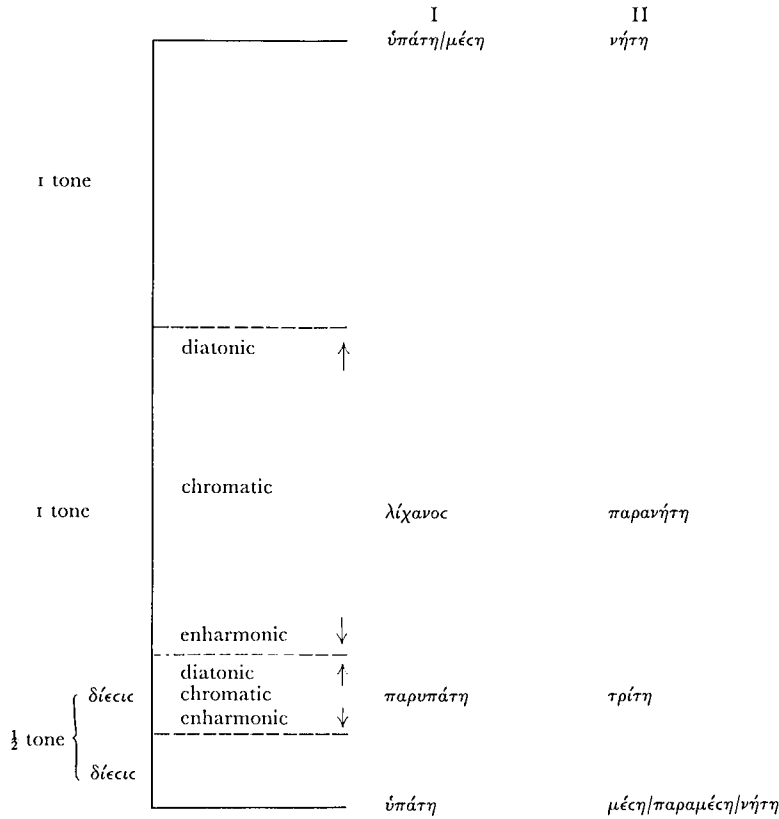 I II
ὑπάτη/μέϲη νήτη
1 tone
diatonic ↑
chromatic
1 tone λίχανοϲ παρανήτη
enharmonic ↓
diatonic ↑
δίεϲιϲ chromatic παρυπάτη τρίτη
enharmonic ↓
½ tone
δίεϲιϲ
ὑπάτη μέϲη/παραμέϲη/νήτη